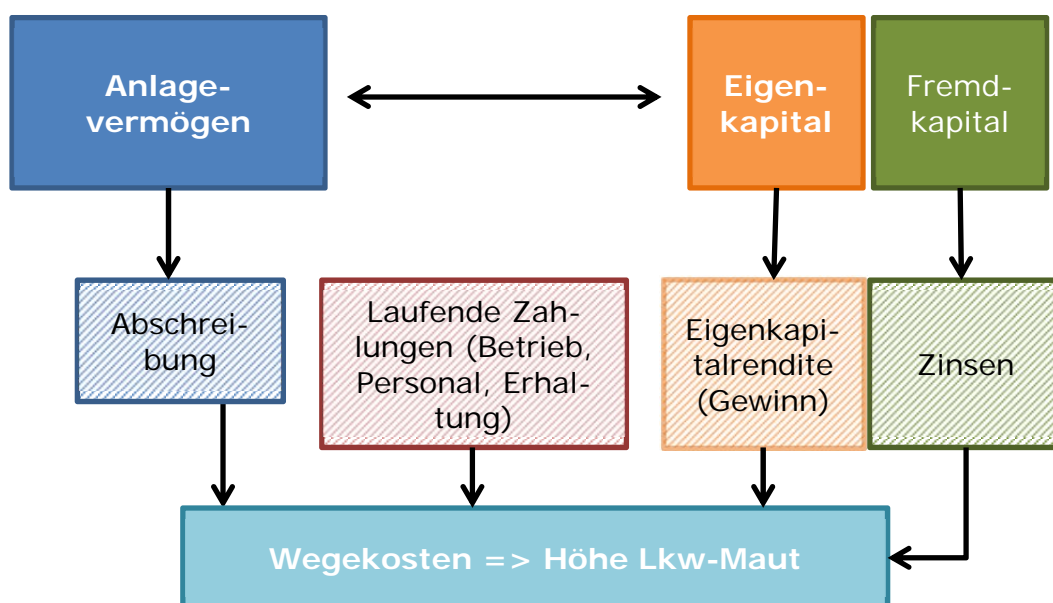 Anlage-
vermögen
Eigen-
kapital
Fremd-
kapital
Abschrei-
bung
Laufende Zah-
lungen (Betrieb,
Personal, Erhal-
tung)
Eigenkapi-
talrendite
(Gewinn)
Zinsen
Wegekosten => Höhe Lkw-Maut